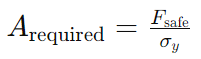 A_required = F_safe / σ_y